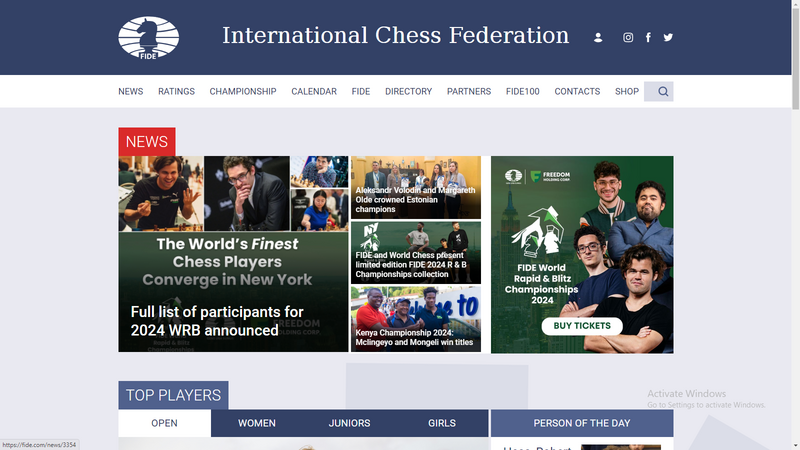 FIDE
International Chess Federation
NEWS RATINGS CHAMPIONSHIP CALENDAR FIDE DIRECTORY PARTNERS FIDE100 CONTACTS SHOP
NEWS
The World's Finest
Chess Players
Converge in New York
Full list of participants for
2024 WRB announced
FREEDOM
HOLDING CORP.
Rapid & Blitz
Championships
Aleksandr Volodin and Margareth
Olde crowned Estonian
champions
FIDE and World Chess present
limited edition FIDE 2024 R & B
Championships collection
Kenya Championship 2024:
Mclingeyo and Mongeli win titles
FREEDOM
HOLDING CORP.
FIDE World
Rapid & Blitz
Championships
2024
BUY TICKETS
TOP PLAYERS
OPEN WOMEN JUNIORS GIRLS
PERSON OF THE DAY
Activate Windows
Go to Settings to activate Windows.
https://fide.com/news/3354